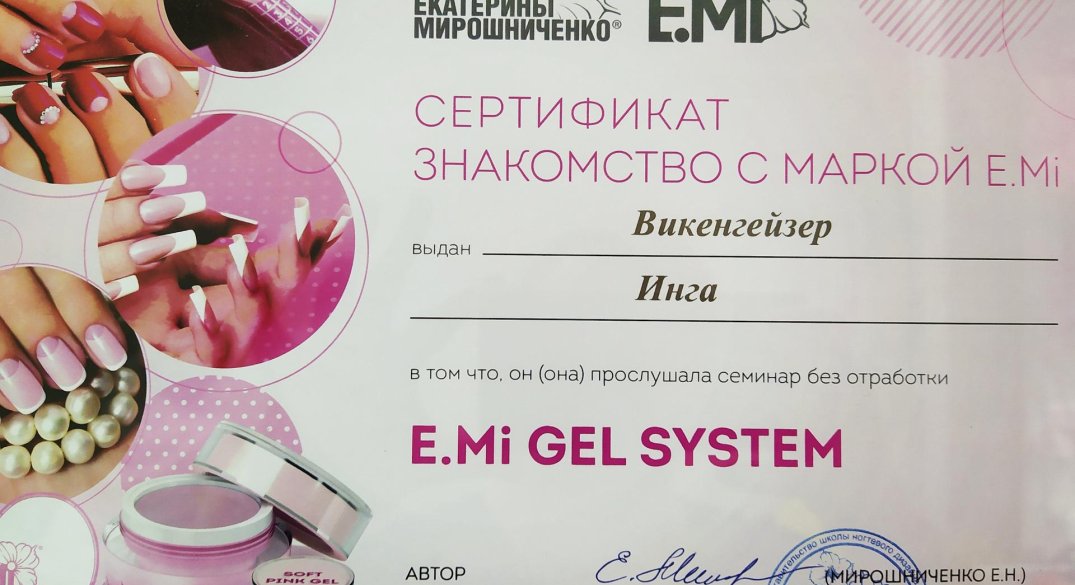 ЕКАТЕРИНЫ
МИРОШНИЧЕНКО®
E.Mi
СЕРТИФИКАТ
ЗНАКОМСТВО С МАРКОЙ E.Mi
выдан Викенгейзер
Инга
в том что, он (она) прослушала семинар без отработки
E.Mi GEL SYSTEM
SOFT
PINK GEL
АВТОР
(МИРОШНИЧЕНКО Е.Н.)